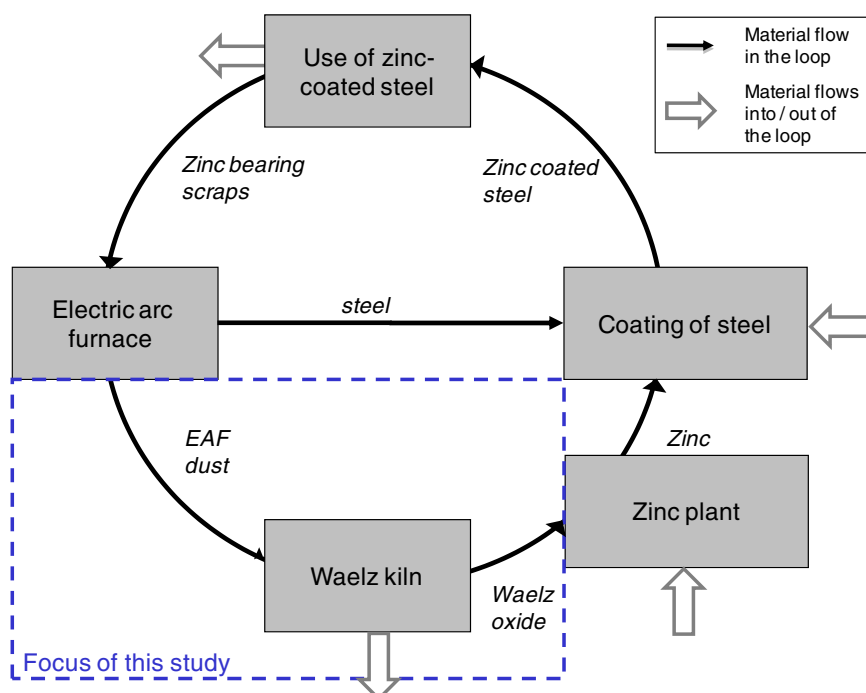 Use of zinc-
coated steel
Material flow
in the loop
Material flows
into / out of
the loop
Zinc bearing
scraps
Zinc coated
steel
Electric arc
furnace
steel
Coating of steel
EAF
dust
Zinc
Zinc plant
Waelz kiln
Waelz
oxide
Focus of this study